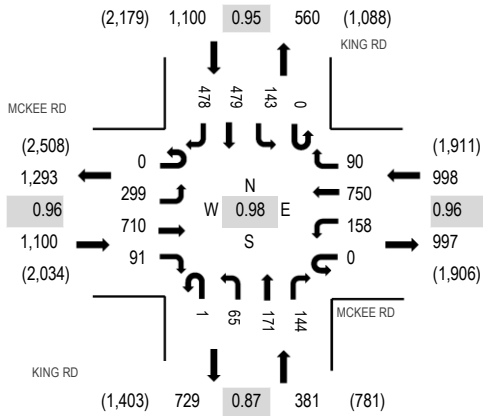 (2,179) 1,100 0.95 560 (1,088)
KING RD
478 479 143 0
MCKEE RD
(2,508) (1,911)
0 90
1,293 998
299 N 750
0.96 W 0.98 E 0.96
710 S 158
1,100 997
91 0
(2,034) (1,906)
1 65 171 144
MCKEE RD
KING RD
(1,403) 729 0.87 381 (781)